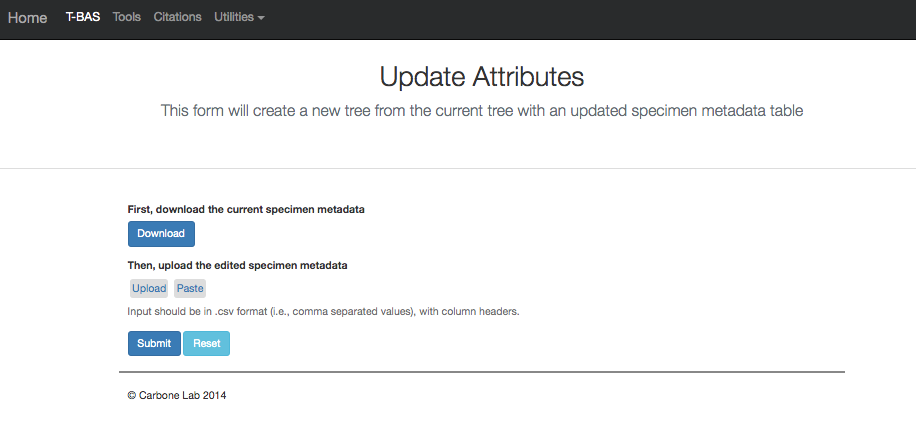 Home T-BAS Tools Citations Utilities
Update Attributes
This form will create a new tree from the current tree with an updated specimen metadata table
First, download the current specimen metadata
Download
Then, upload the edited specimen metadata
Upload Paste
Input should be in .csv format (i.e., comma separated values), with column headers.
Submit Reset
© Carbone Lab 2014